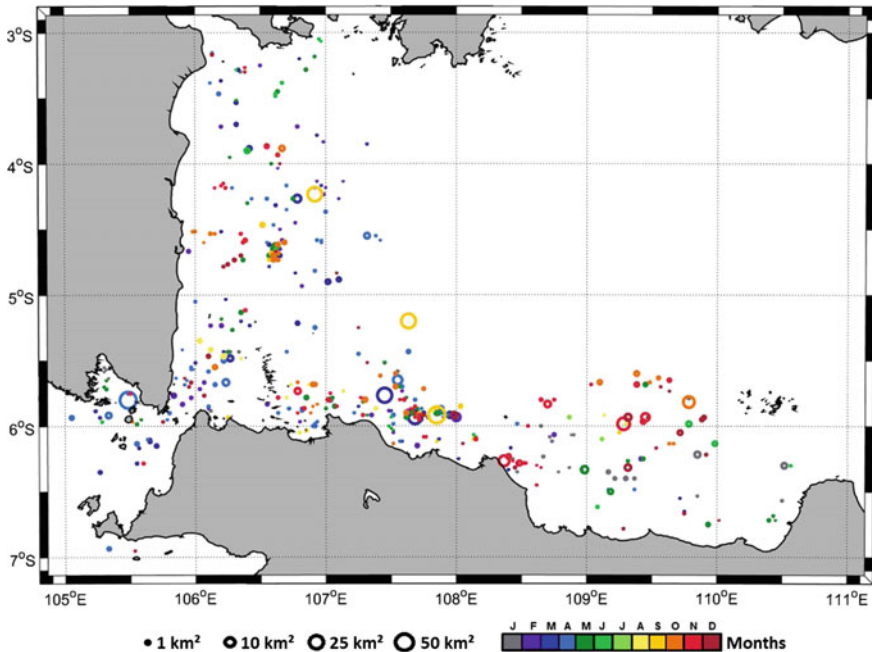 3°S
4°S
5°S
6°S
7°S
105°E 106°E 107°E 108°E 109°E 110°E 111°E
J F M A M J J A S O N D
1 km² 10 km² 25 km² 50 km² Months